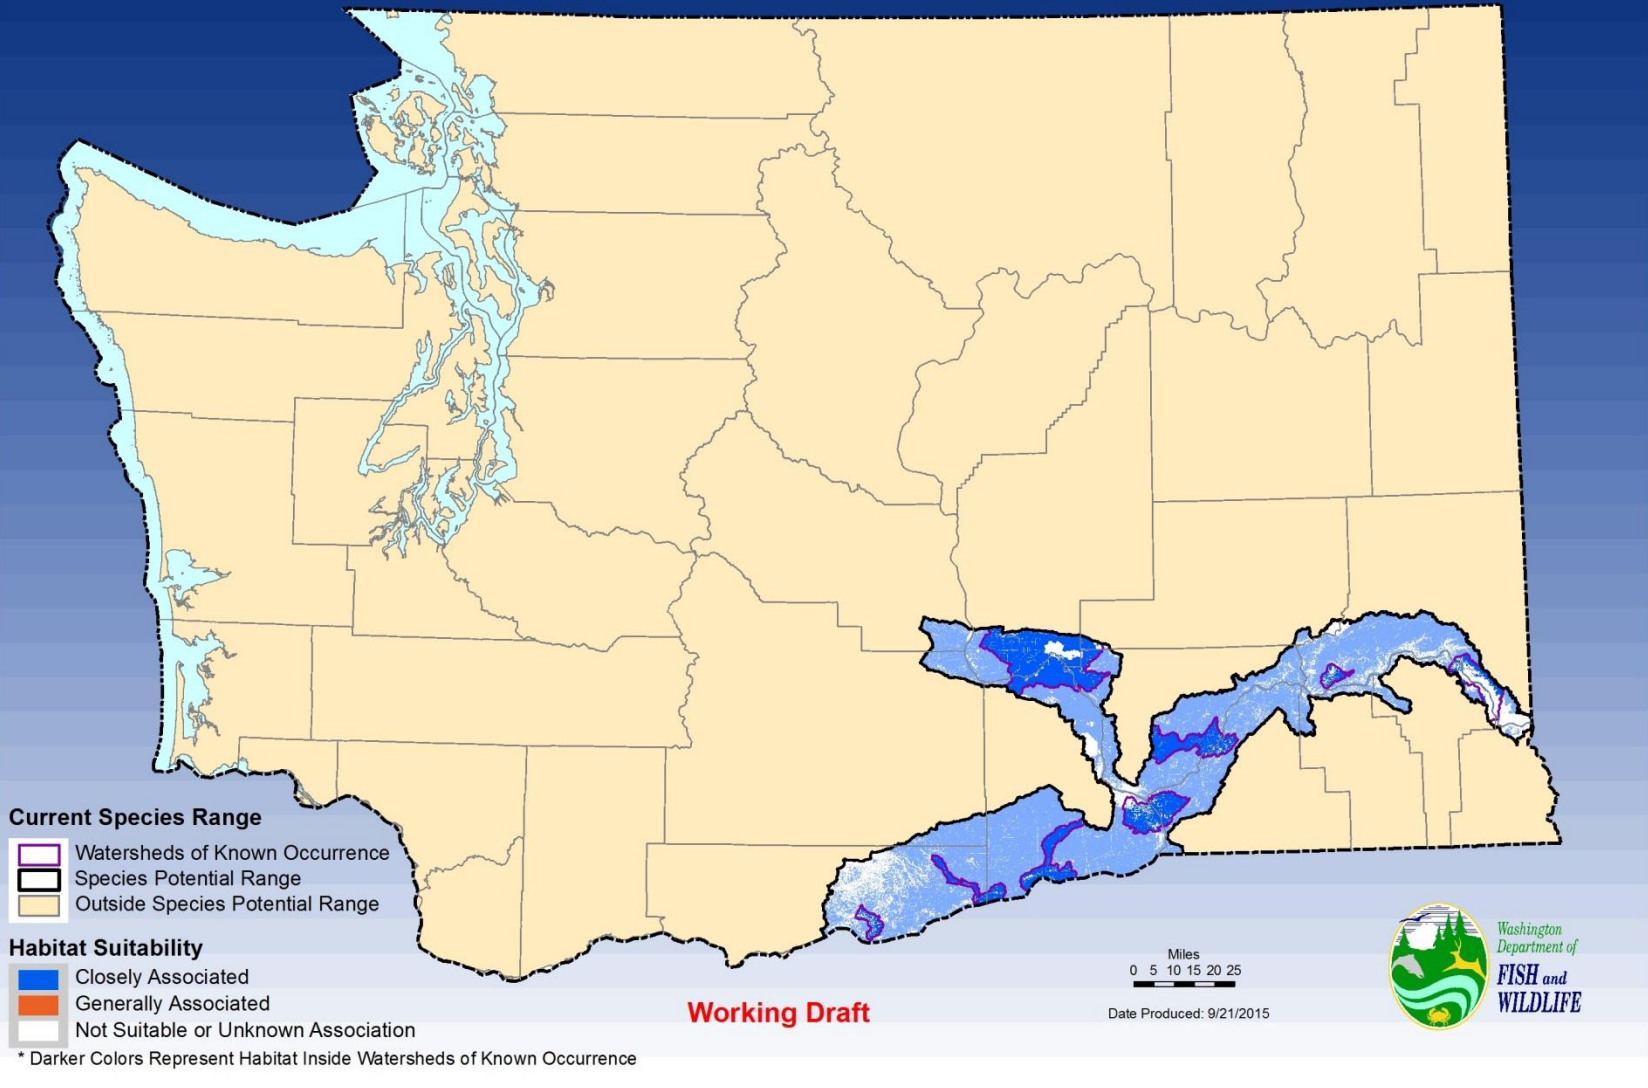 Current Species Range
Watersheds of Known Occurrence
Species Potential Range
Outside Species Potential Range
Habitat Suitability
Closely Associated
Generally Associated
Not Suitable or Unknown Association
* Darker Colors Represent Habitat Inside Watersheds of Known Occurrence
Working Draft
Miles
0 5 10 15 20 25
Date Produced: 9/21/2015
Washington
Department of
FISH and
WILDLIFE